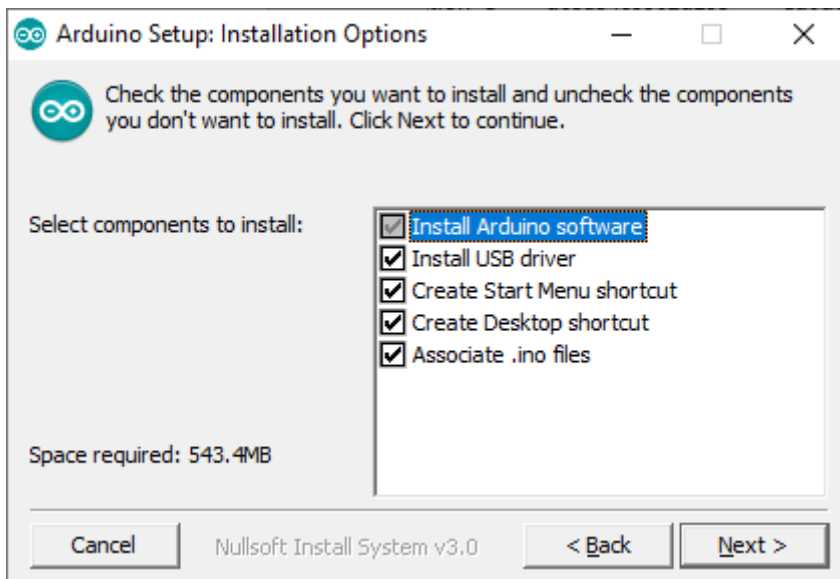 Arduino Setup: Installation Options
Check the components you want to install and uncheck the components
you don't want to install. Click Next to continue.
Select components to install:
Install Arduino software
Install USB driver
Create Start Menu shortcut
Create Desktop shortcut
Associate .ino files
Space required: 543.4MB
Cancel
Nullsoft Install System v3.0
< Back
Next >